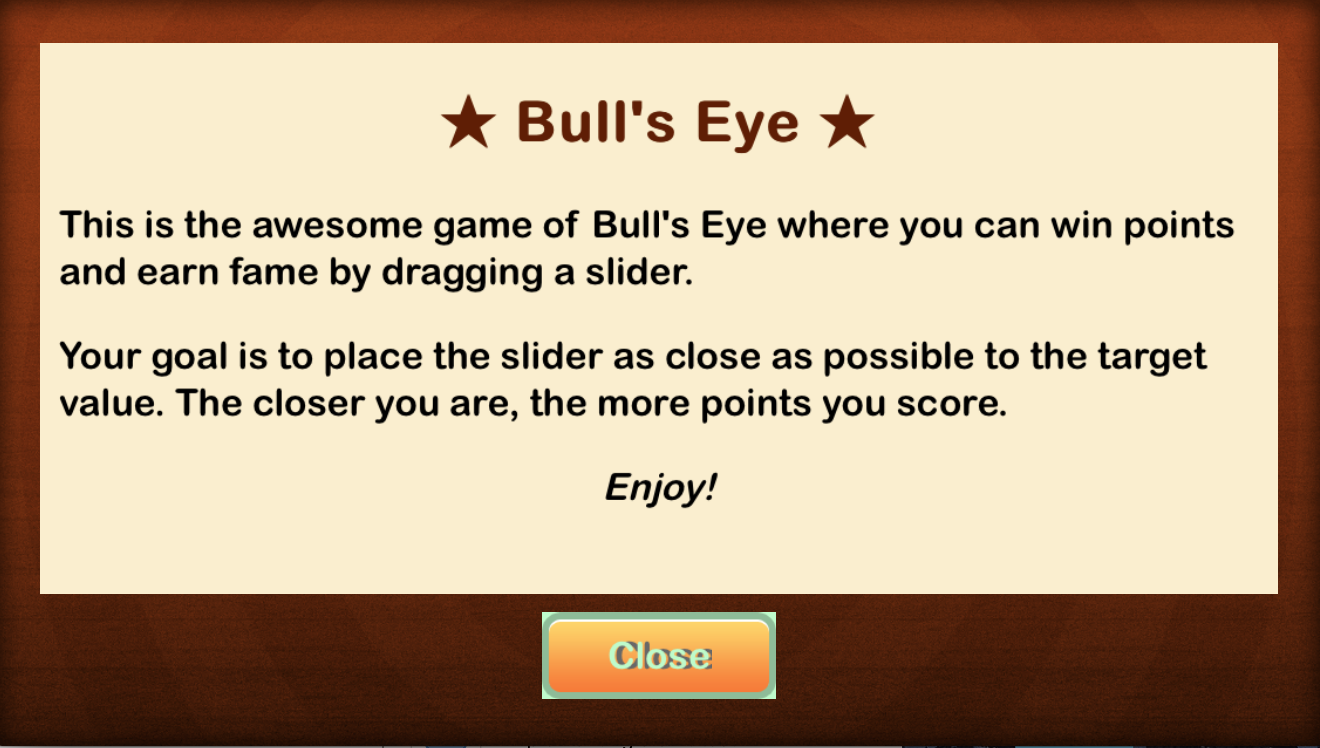 ★ Bull's Eye ★
This is the awesome game of Bull's Eye where you can win points
and earn fame by dragging a slider.
Your goal is to place the slider as close as possible to the target
value. The closer you are, the more points you score.
Enjoy!
Close